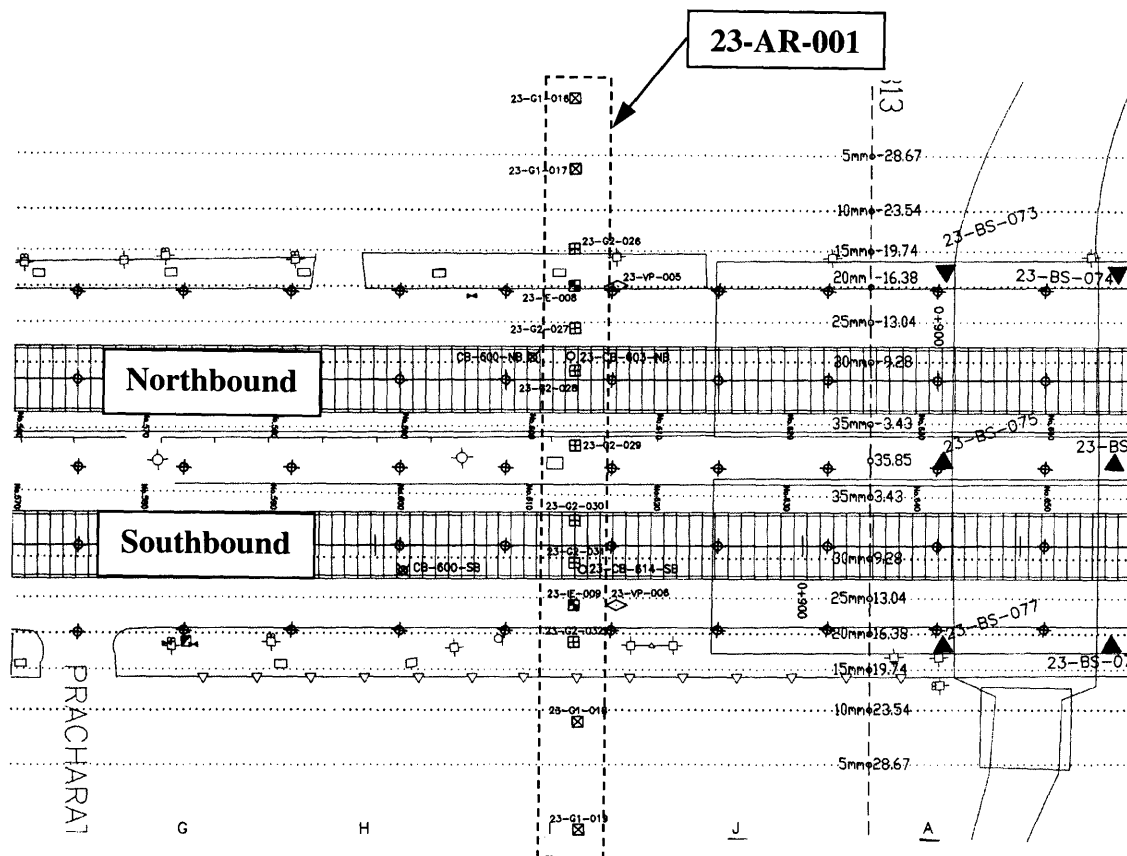 23-AR-001
23-G1-016
5mm -28.67
23-G1-017
10mm -23.54
23-BS-073
23-G2-026
15mm -19.74
23-VP-005
20mm -16.38
23-BS-074
23-IE-008
23-G2-027
25mm -13.04
0+900
CB-600-NB
23-CB-603-NB
30mm -9.28
Northbound
23-G2-028
35mm -3.43
23-BS-075
23-G2-029
35.85
35mm 3.43
23-G2-030
Southbound
23-G2-031
30mm 9.28
CB-600-SB
23-CB-614-SB
23-IE-009
23-VP-006
25mm 13.04
0+900
23-G2-032
20mm 16.38
23-BS-077
15mm 19.74
10mm 23.54
5mm 28.67
23-G1-019
G
H
J
A